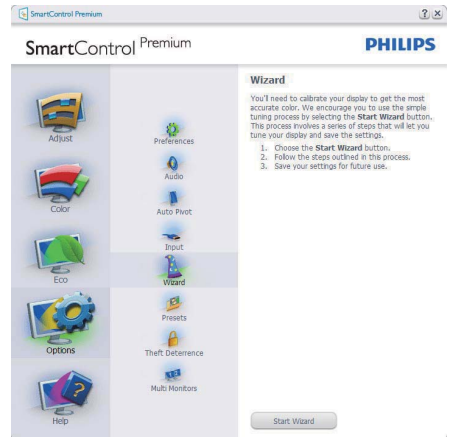 SmartControl Premium
SmartControl Premium
PHILIPS
Adjust
Color
Eco
Options
Help
Preferences
Audio
Auto Pivot
Input
Wizard
Presets
Theft Deterrence
Multi Monitors
Wizard
You'll need to calibrate your display to get the most
accurate color. We encourage you to use the simple
tuning process by selecting the Start Wizard button.
This process involves a series of steps that will let you
tune your display and save the settings.
1. Choose the Start Wizard button.
2. Follow the steps outlined in this process.
3. Save your settings for future use.
Start Wizard